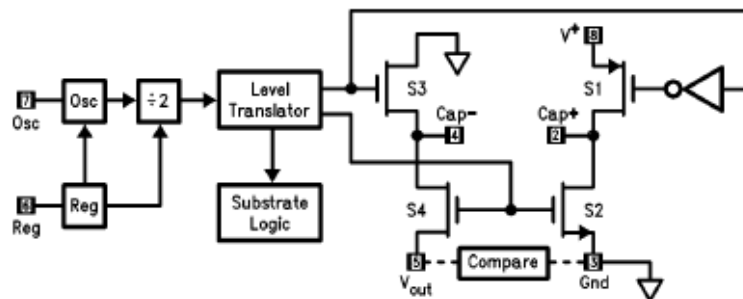 V+
8
S3
S1
7
Osc
Osc
÷2
Level
Translator
Cap-
4
Cap+
2
6
Reg
Reg
Substrate
Logic
S4
S2
5
Vout
Compare
3
Gnd